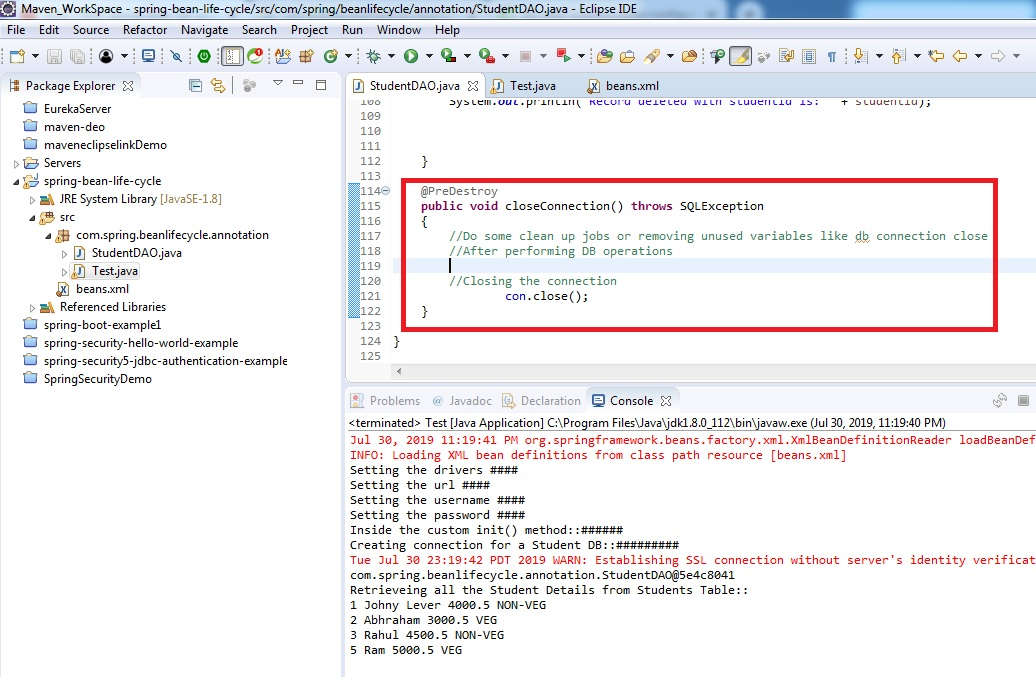 Maven_WorkSpace - spring-bean-life-cycle/src/com/spring/beanlifecycle/annotation/StudentDAO.java - Eclipse IDE
File Edit Source Refactor Navigate Search Project Run Window Help
Package Explorer
EurekaServer
maven-deo
maveneclipselinkDemo
Servers
spring-bean-life-cycle
JRE System Library [JavaSE-1.8]
src
com.spring.beanlifecycle.annotation
StudentDAO.java
Test.java
beans.xml
Referenced Libraries
spring-boot-example1
spring-security-hello-world-example
spring-security5-jdbc-authentication-example
SpringSecurityDemo
StudentDAO.java Test.java beans.xml
108 System.out.println("Record deleted with studentid is: " + studentid);
109
110
111
112 }
113
114 @PreDestroy
115 public void closeConnection() throws SQLException
116 {
117 //Do some clean up jobs or removing unused variables like db connection close
118 //After performing DB operations
119
120 //Closing the connection
121 con.close();
122 }
123
124 }
125
Problems @ Javadoc Declaration Console
<terminated> Test [Java Application] C:\Program Files\Java\jdk1.8.0_112\bin\javaw.exe (Jul 30, 2019, 11:19:40 PM)
Jul 30, 2019 11:19:41 PM org.springframework.beans.factory.xml.XmlBeanDefinitionReader loadBeanDef
INFO: Loading XML bean definitions from class path resource [beans.xml]
Setting the drivers ####
Setting the url ####
Setting the username ####
Setting the password ####
Inside the custom init() method::######
Creating connection for a Student DB::#########
Tue Jul 30 23:19:42 PDT 2019 WARN: Establishing SSL connection without server's identity verificat
com.spring.beanlifecycle.annotation.StudentDAO@5e4c8041
Retrieveing all the Student Details from Students Table::
1 Johny Lever 4000.5 NON-VEG
2 Abhraham 3000.5 VEG
3 Rahul 4500.5 NON-VEG
5 Ram 5000.5 VEG